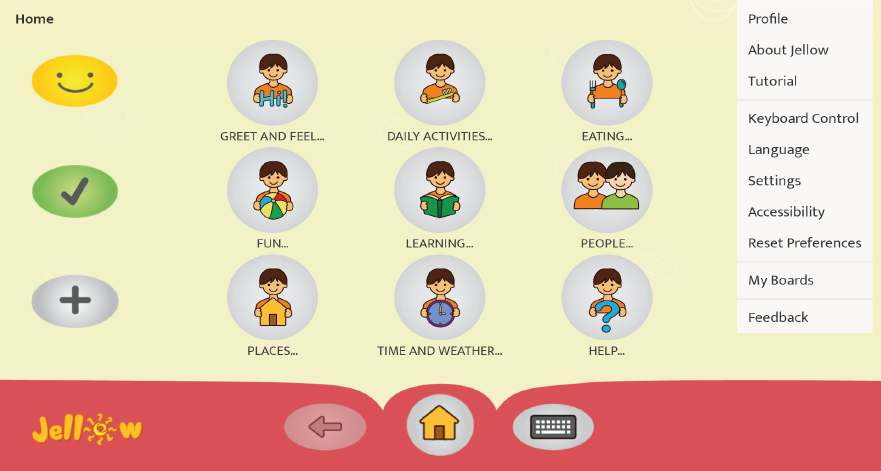 Home
Profile
About Jellow
Tutorial
Keyboard Control
Language
Settings
Accessibility
Reset Preferences
My Boards
Feedback
Hi!
GREET AND FEEL...
DAILY ACTIVITIES...
EATING...
FUN...
LEARNING...
PEOPLE...
PLACES...
TIME AND WEATHER...
HELP...
?
Jellow